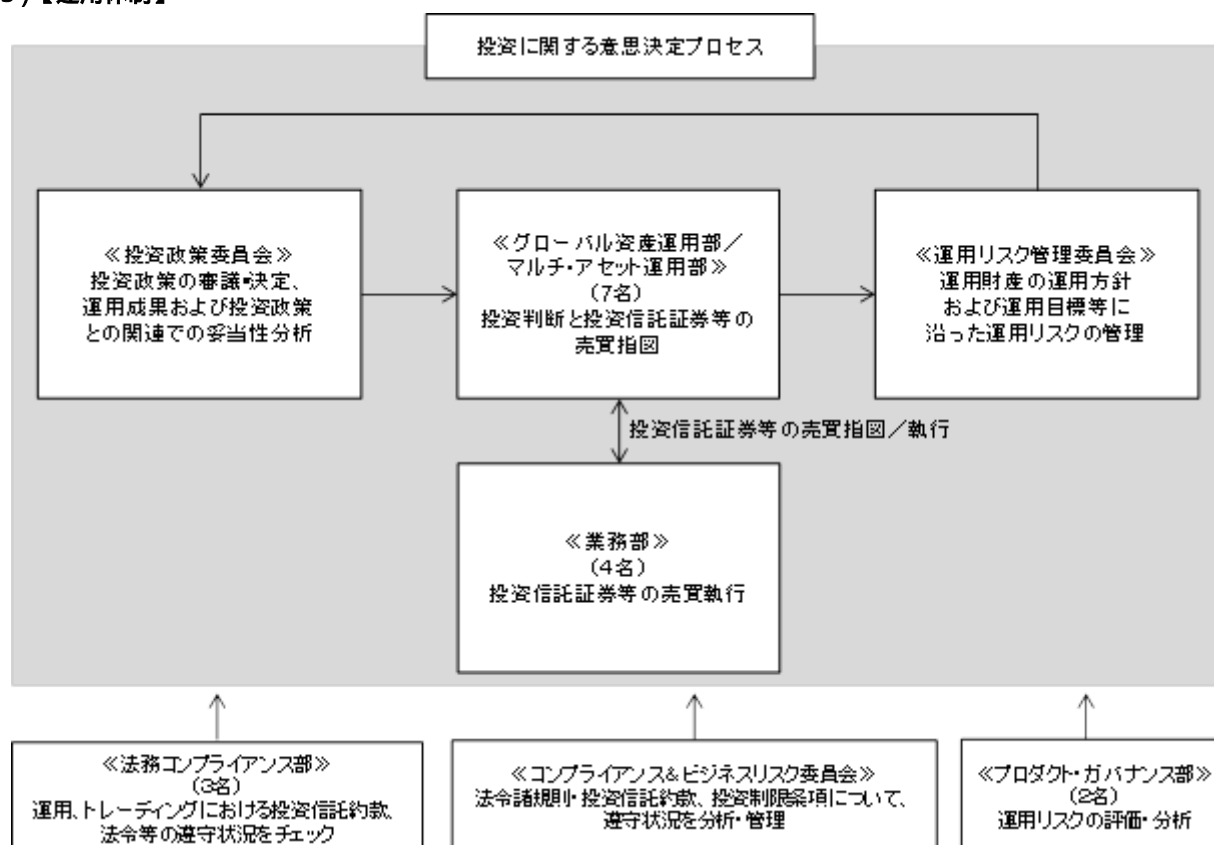 【運用体制】
投資に関する意思決定プロセス
≪投資政策委員会≫
投資政策の審議・決定、
運用成果および投資政策
との関連での妥当性分析
≪グローバル資産運用部／
マルチ・アセット運用部≫
(7名)
投資判断と投資信託証券等の
売買指図
≪運用リスク管理委員会≫
運用財産の運用方針
および運用目標等に
沿った運用リスクの管理
投資信託証券等の売買指図／執行
≪業務部≫
(4名)
投資信託証券等の売買執行
≪法務コンプライアンス部≫
(3名)
運用、トレーディングにおける投資信託約款、
法令等の遵守状況をチェック
≪コンプライアンス&ビジネスリスク委員会≫
法令諸規則・投資信託約款、投資制限条項について、
遵守状況を分析・管理
≪プロダクト・ガバナンス部≫
(2名)
運用リスクの評価・分析